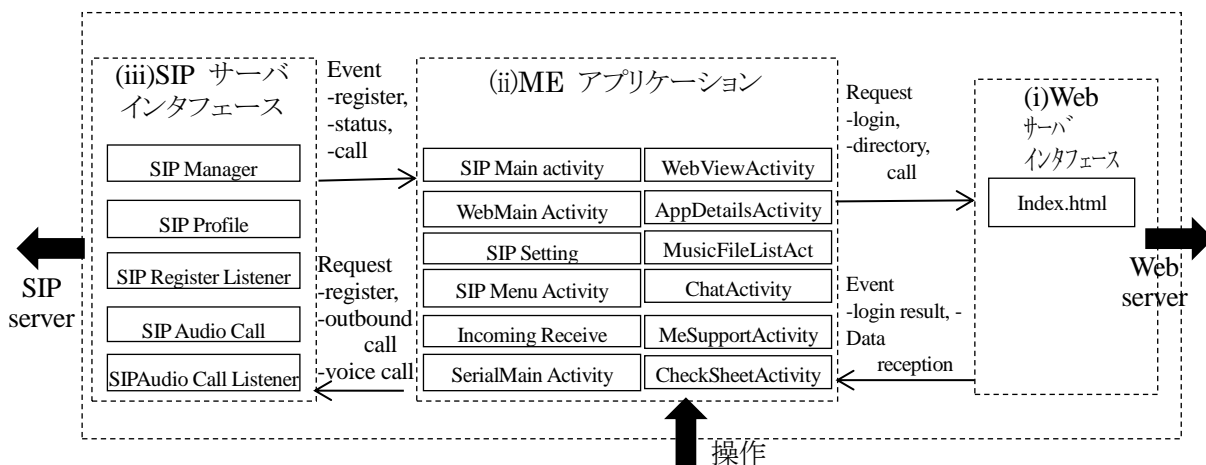 (iii)SIP サーバ
インタフェース
SIP Manager
SIP Profile
SIP Register Listener
SIP Audio Call
SIPAudio Call Listener
SIP
server
Event
-register,
-status,
-call
Request
-register,
-outbound
call
-voice call
(ii)ME アプリケーション
SIP Main activity
WebMain Activity
SIP Setting
SIP Menu Activity
Incoming Receive
SerialMain Activity
WebViewActivity
AppDetailsActivity
MusicFileListAct
ChatActivity
MeSupportActivity
CheckSheetActivity
操作
Request
-login,
-directory,
call
Event
-login result, -
Data
reception
(i)Web
サーバ
インタフェース
Index.html
Web
server